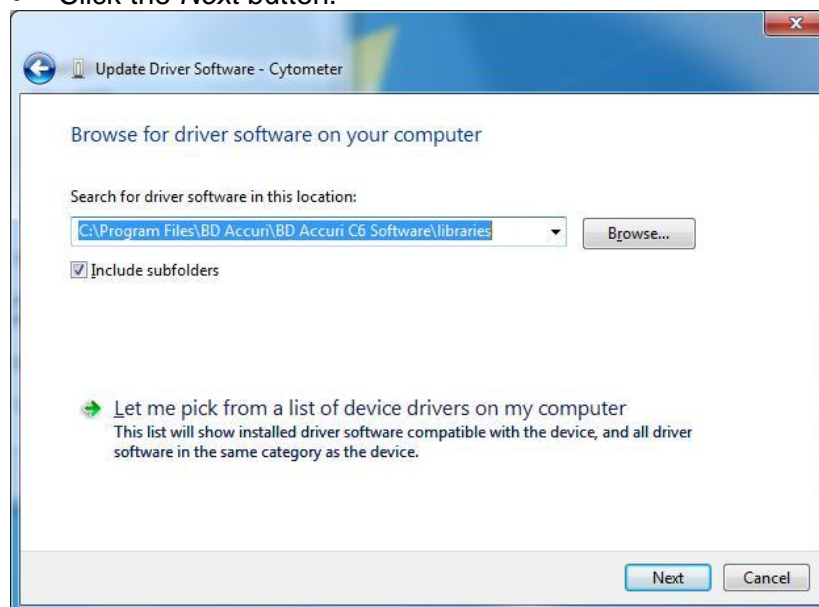 • Click the Next button.
Update Driver Software - Cytometer
Browse for driver software on your computer
Search for driver software in this location:
C:\Program Files\BD Accuri\BD Accuri C6 Software\libraries
Browse...
Include subfolders
Let me pick from a list of device drivers on my computer
This list will show installed driver software compatible with the device, and all driver
software in the same category as the device.
Next
Cancel